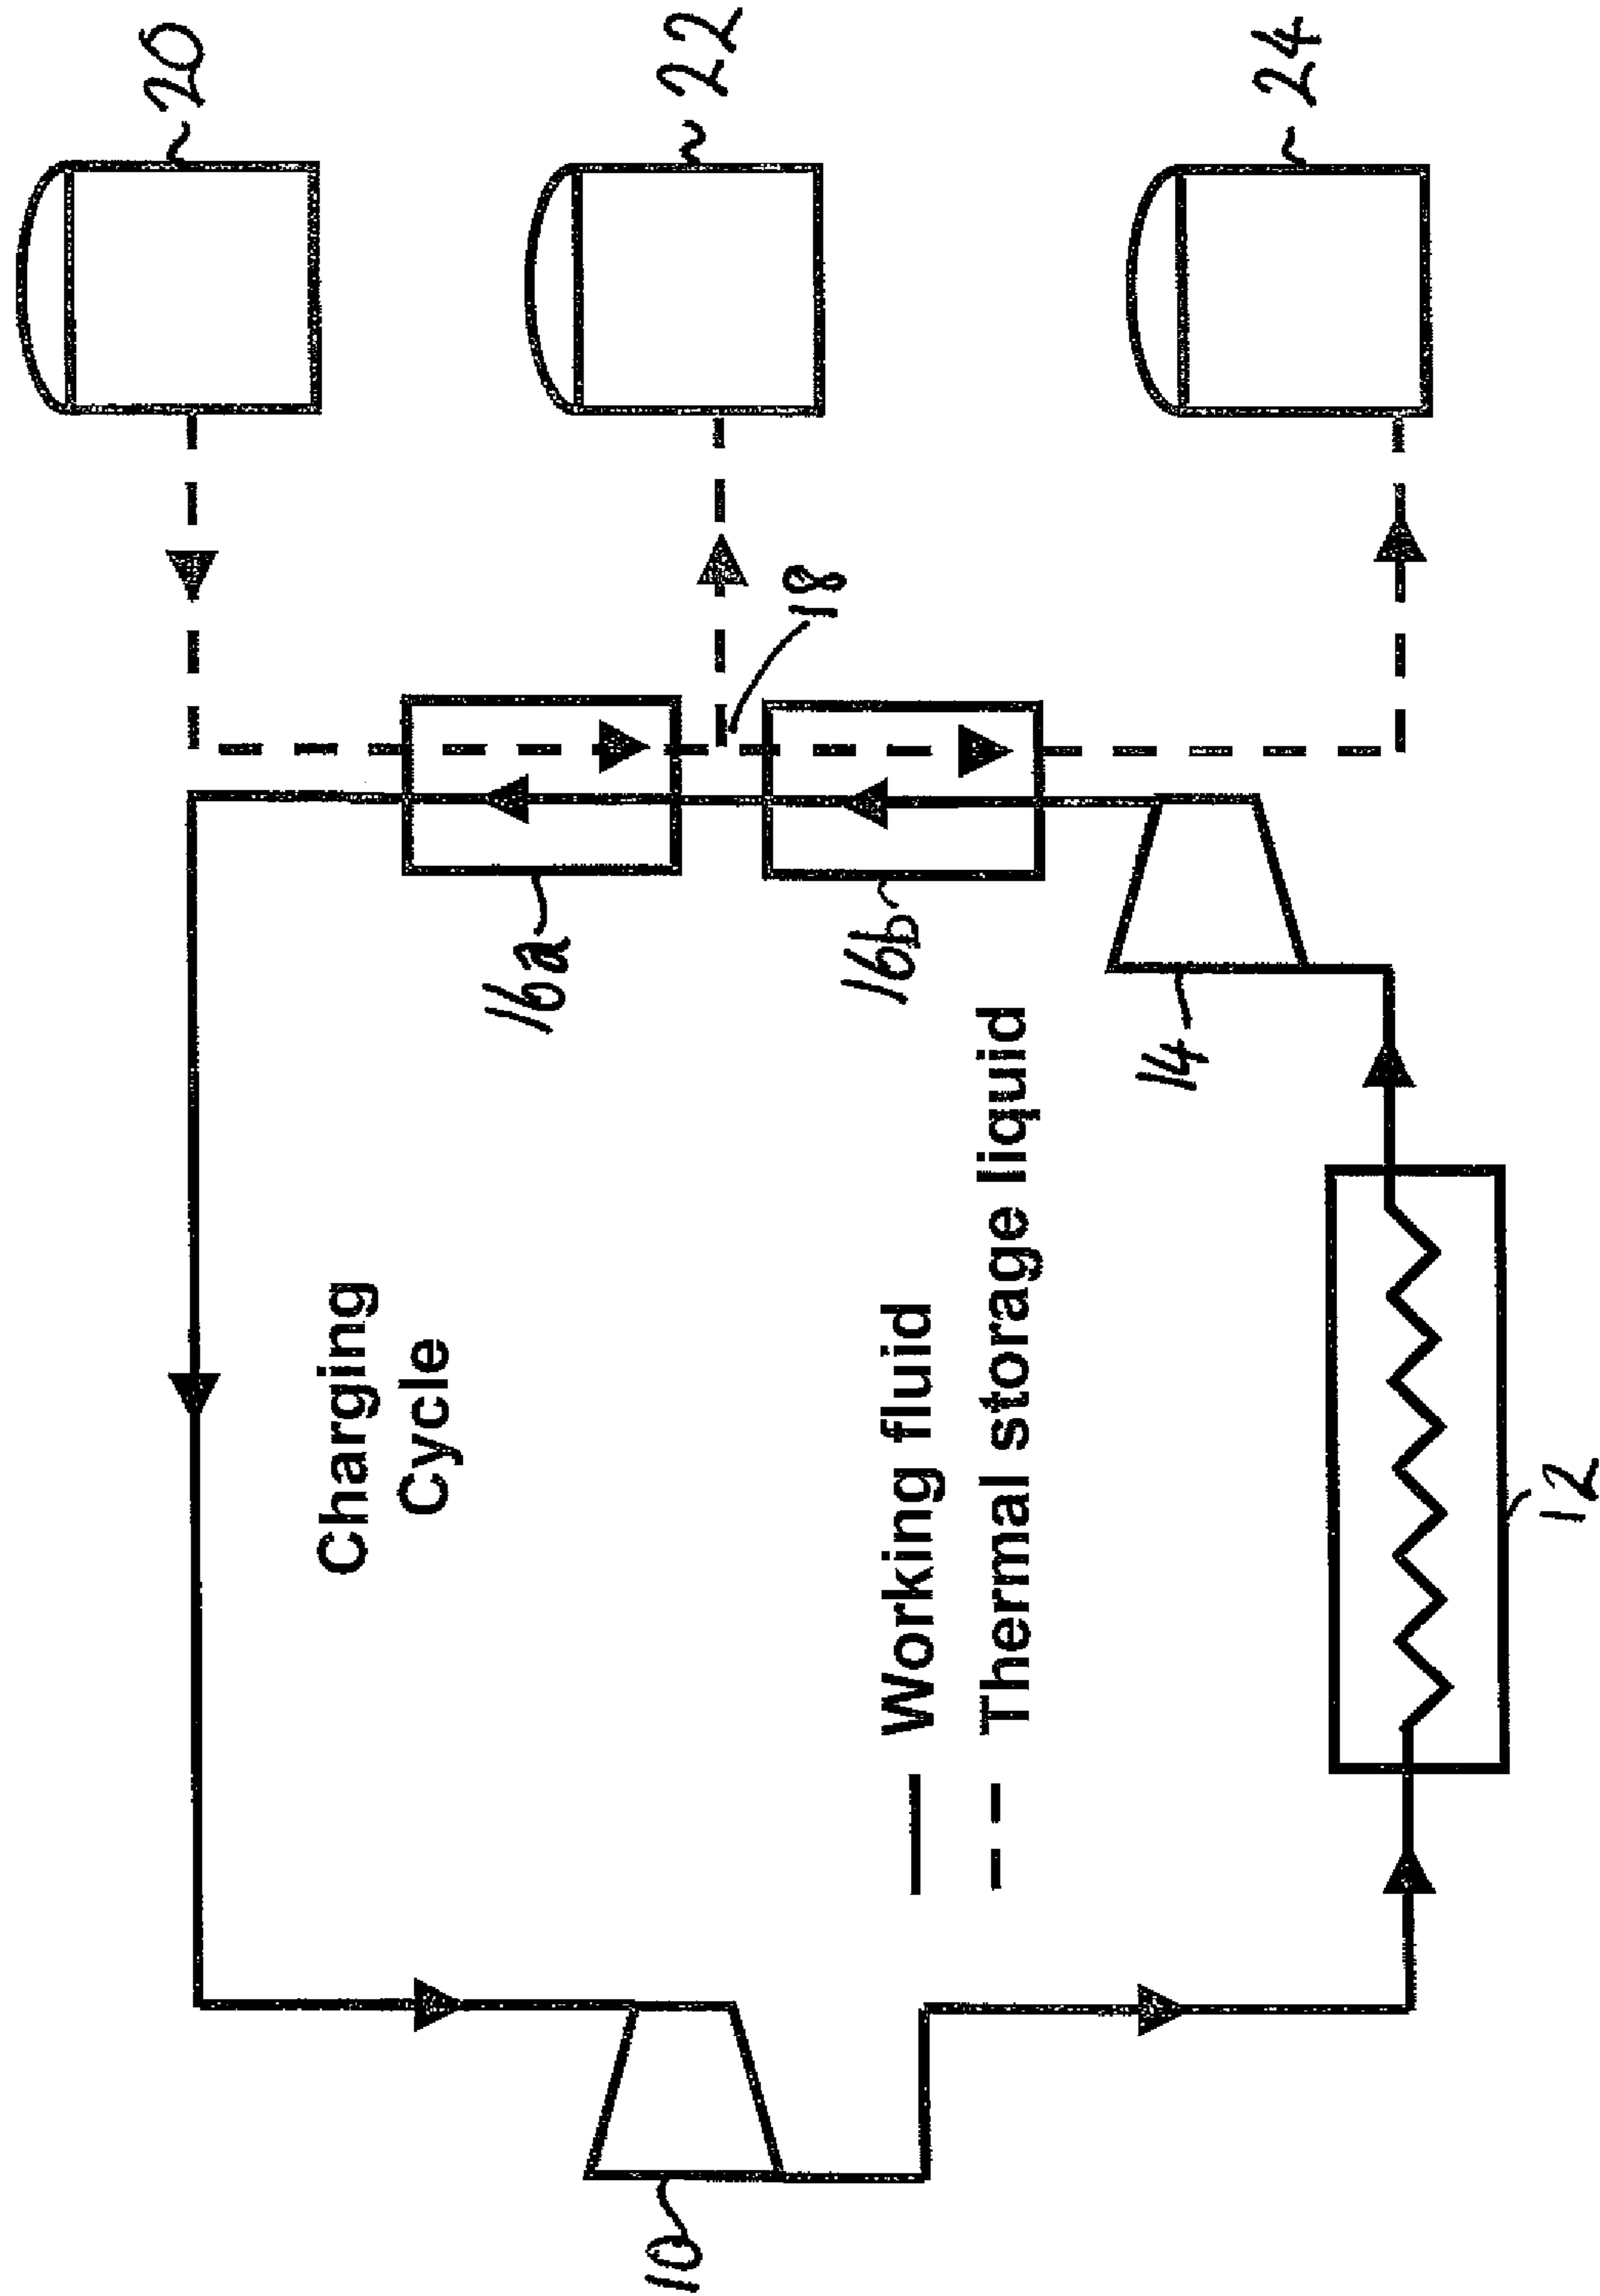 20
22
24
18
16a
16b
14
12
10
Charging
Cycle
Working fluid
Thermal storage liquid